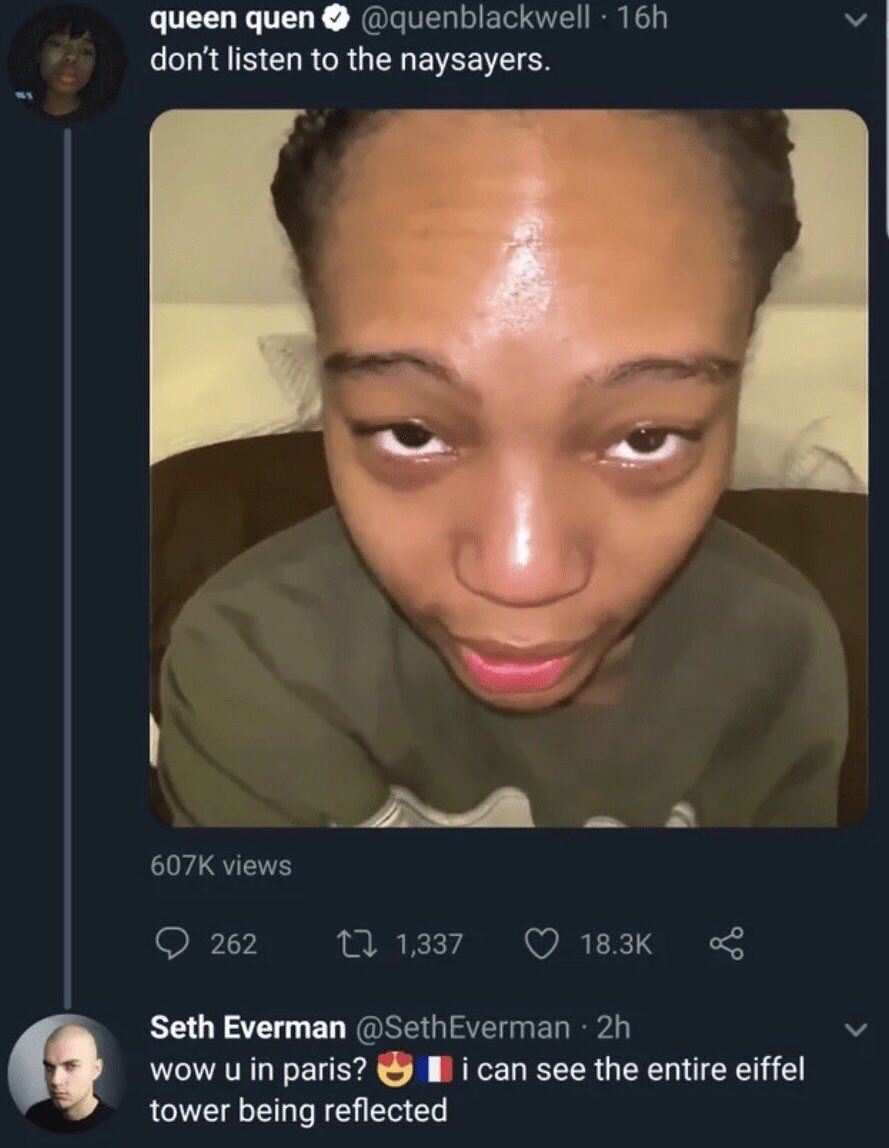 queen quen @quenblackwell · 16h
don't listen to the naysayers.
607K views
262 1,337 18.3K
Seth Everman @SethEverman · 2h
wow u in paris? 😍🇫🇷 i can see the entire eiffel
tower being reflected